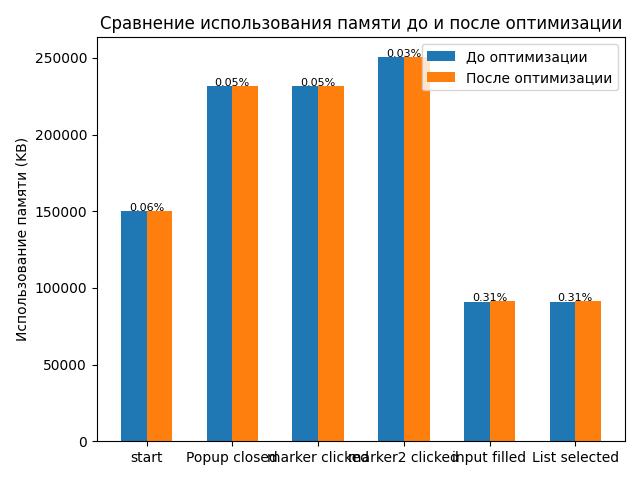 Сравнение использования памяти до и после оптимизации
До оптимизации
После оптимизации
Использование памяти (KB)
250000
200000
150000
100000
50000
0
0.06%
0.05%
0.05%
0.03%
0.31%
0.31%
start
Popup closed
marker clicked
marker2 clicked
input filled
List selected